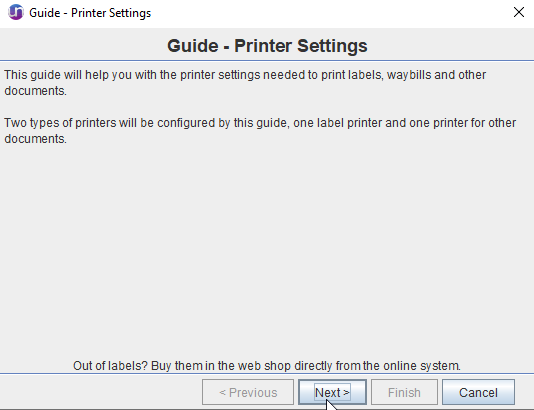 Guide - Printer Settings
Guide - Printer Settings
This guide will help you with the printer settings needed to print labels, waybills and other
documents.
Two types of printers will be configured by this guide, one label printer and one printer for other
documents.
Out of labels? Buy them in the web shop directly from the online system.
< Previous
Next >
Finish
Cancel